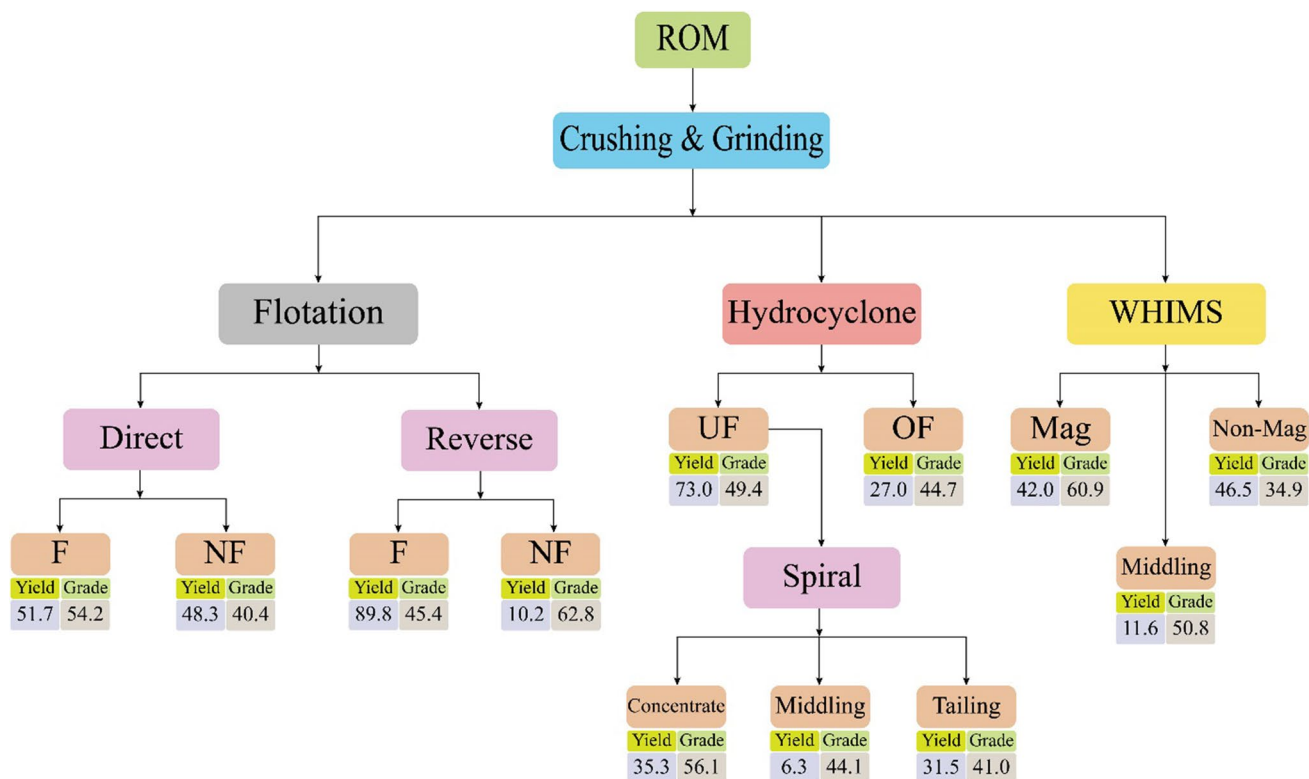 ROM
Crushing & Grinding
Flotation
Hydrocyclone
WHIMS
Direct
Reverse
UF
Yield Grade
73.0 49.4
OF
Yield Grade
27.0 44.7
Mag
Yield Grade
42.0 60.9
Non-Mag
Yield Grade
46.5 34.9
F
Yield Grade
51.7 54.2
NF
Yield Grade
48.3 40.4
F
Yield Grade
89.8 45.4
NF
Yield Grade
10.2 62.8
Spiral
Middling
Yield Grade
11.6 50.8
Concentrate
Yield Grade
35.3 56.1
Middling
Yield Grade
6.3 44.1
Tailing
Yield Grade
31.5 41.0